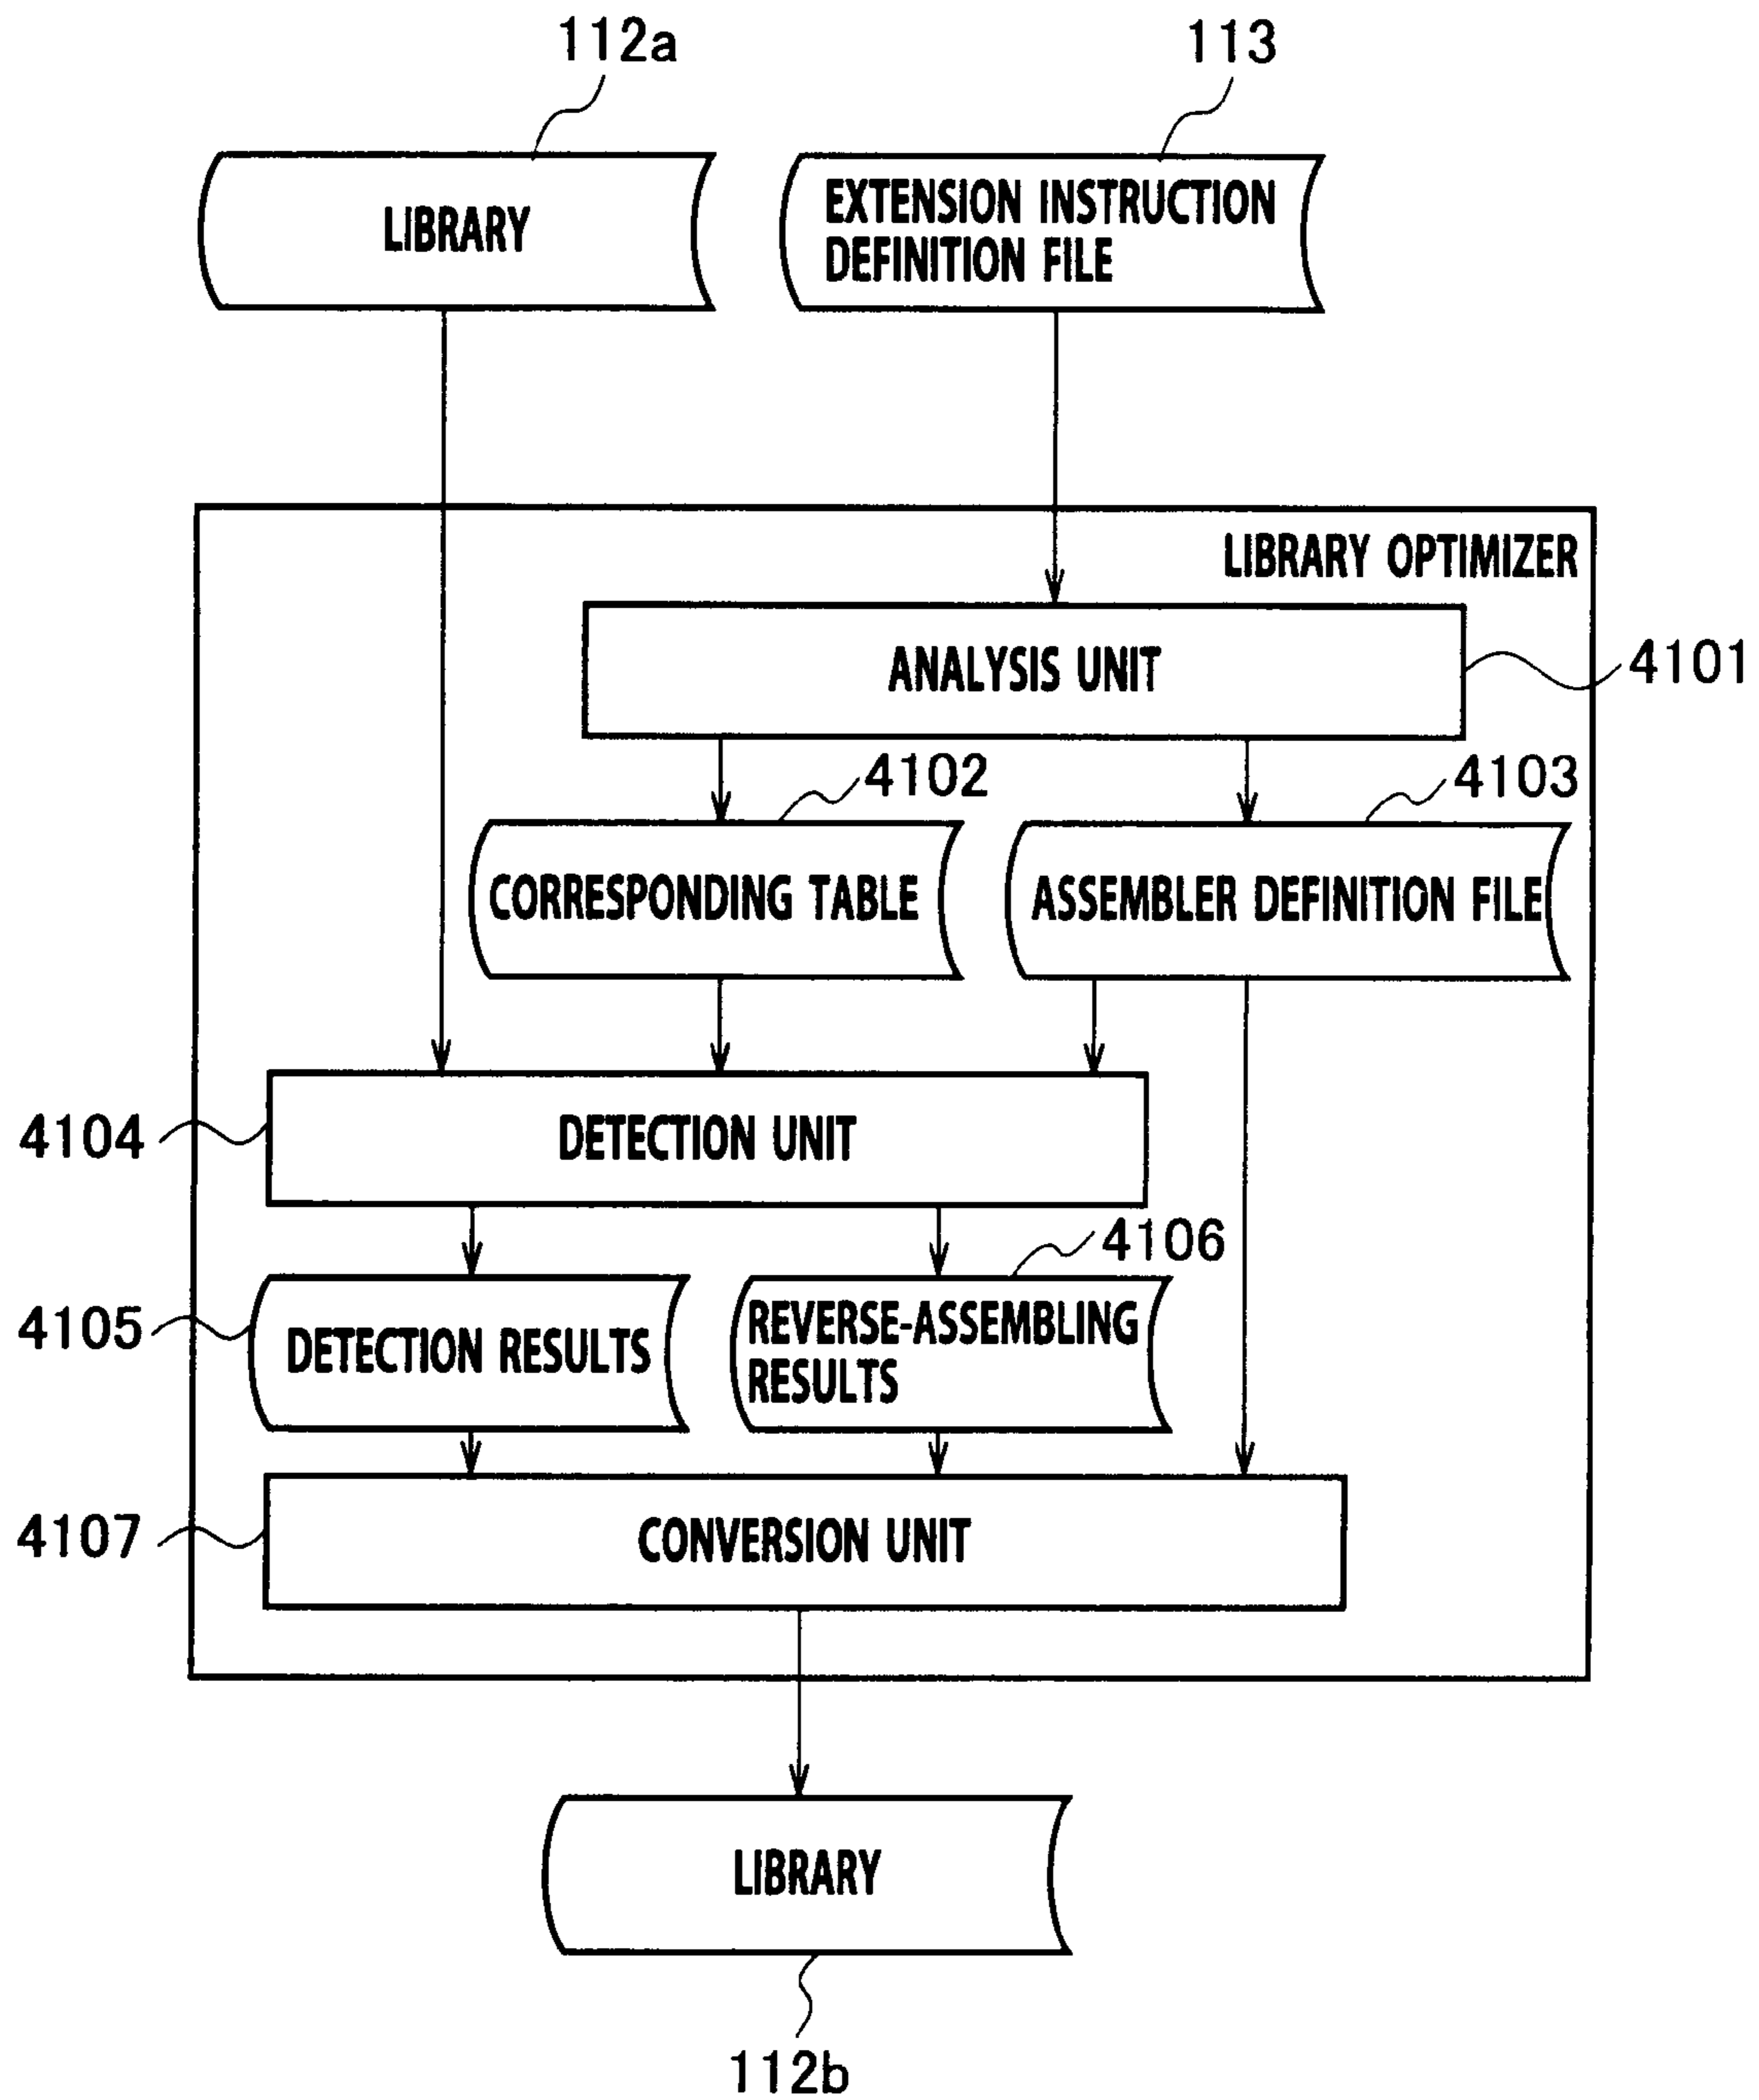 112a
113
LIBRARY
EXTENSION INSTRUCTION
DEFINITION FILE
LIBRARY OPTIMIZER
ANALYSIS UNIT
4101
4102
4103
CORRESPONDING TABLE
ASSEMBLER DEFINITION FILE
4104
DETECTION UNIT
4106
4105
DETECTION RESULTS
REVERSE-ASSEMBLING
RESULTS
4107
CONVERSION UNIT
LIBRARY
112b